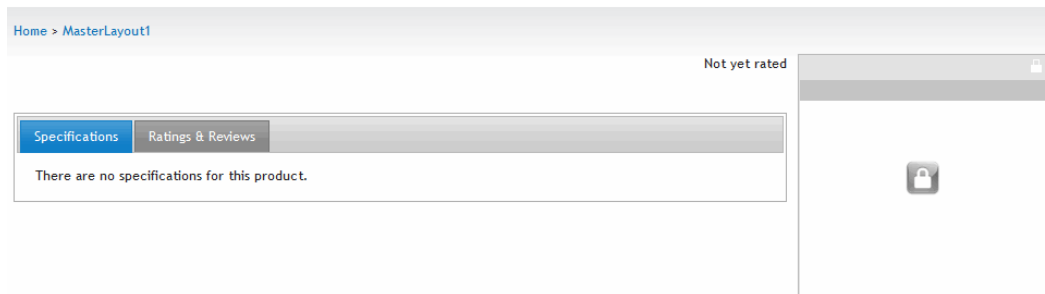 Home > MasterLayout1
Not yet rated
Specifications
Ratings & Reviews
There are no specifications for this product.